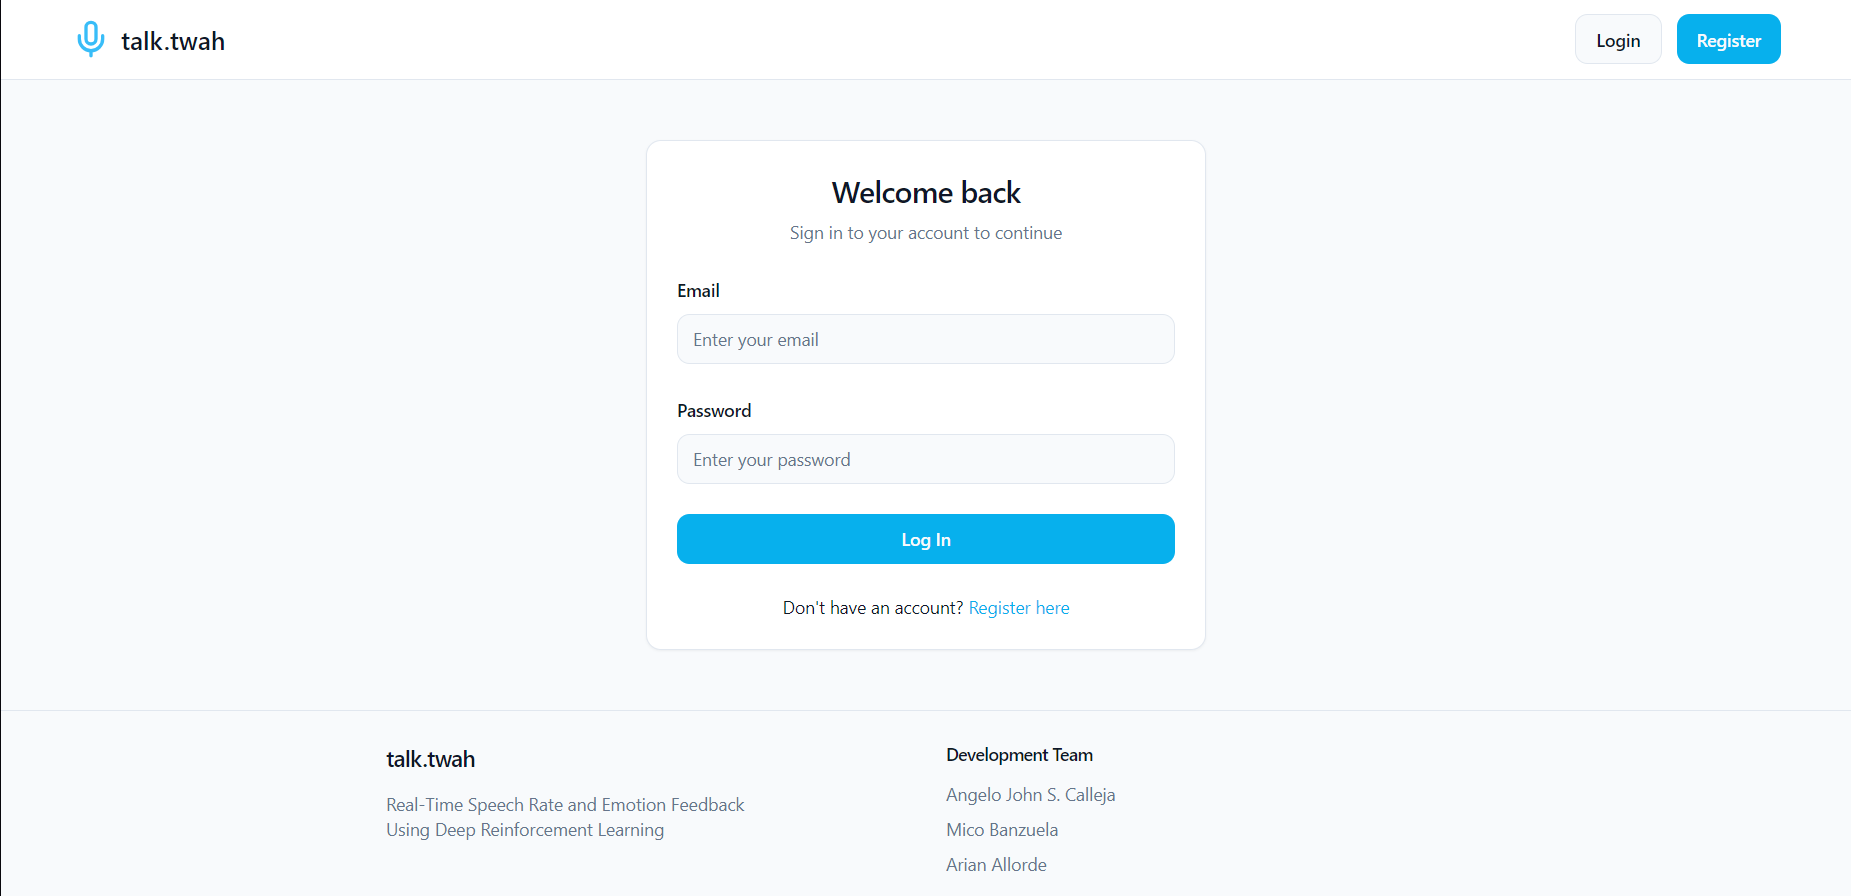 talk.twah
Login
Register
Welcome back
Sign in to your account to continue
Email
Enter your email
Password
Enter your password
Log In
Don't have an account? Register here
talk.twah
Real-Time Speech Rate and Emotion Feedback
Using Deep Reinforcement Learning
Development Team
Angelo John S. Calleja
Mico Banzuela
Arian Allorde